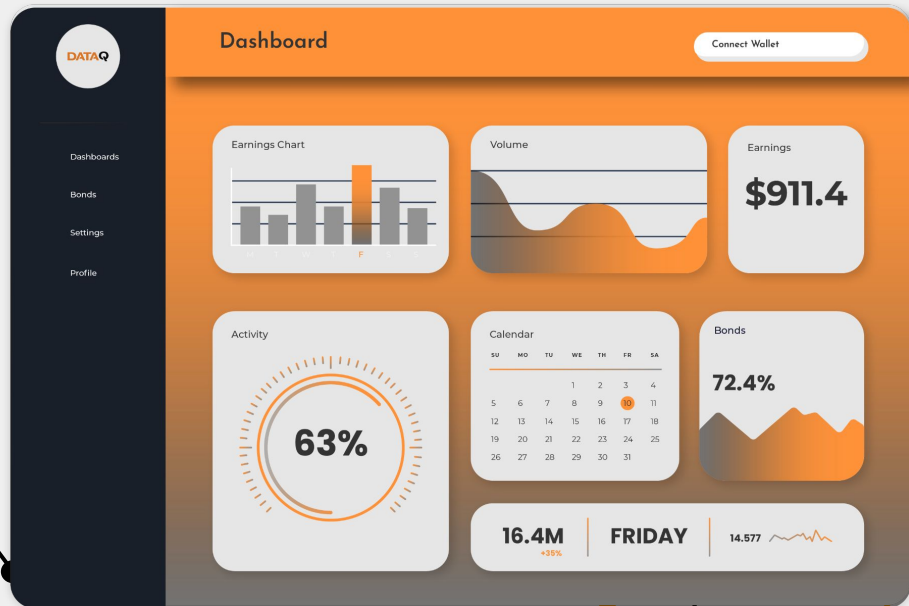 DATAQ
Dashboard
Connect Wallet
Dashboards
Bonds
Settings
Profile
Earnings Chart
F
Volume
Earnings
$911.4
Activity
63%
Calendar
SU MO TU WE TH FR SA
1 2 3 4
5 6 7 8 9 10 11
12 13 14 15 16 17 18
19 20 21 22 23 24 25
26 27 28 29 30 31
Bonds
72.4%
16.4M
+35%
FRIDAY
14.577